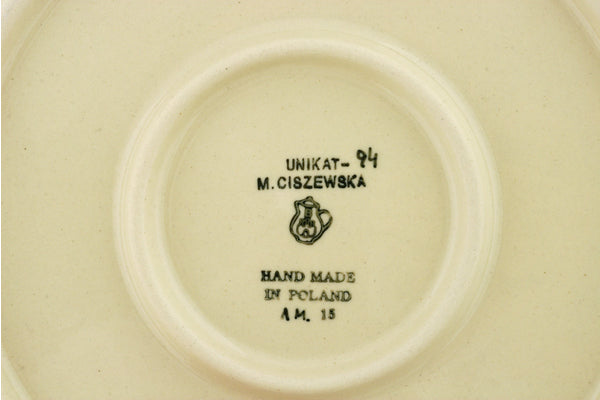 UNIKAT-94
M.CISZEWSKA
HAND MADE
IN POLAND
AM. 15